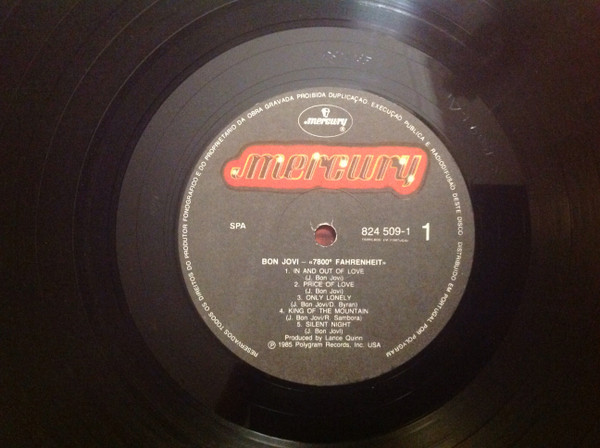 RESERVADOS TODOS OS DIREITOS DO PRODUTOR FONOGRÁFICO E DO PROPRIETÁRIO DA OBRA GRAVADA PROIBIDA DUPLICAÇÃO, EXECUÇÃO PÚBLICA E RADIODIFUSÃO DESTE DISCO. DISTRIBUÍDO EM PORTUGAL POR POLYGRAM
mercury
®
mercury
SPA
824 509-1 1
BON JOVI – «7800° FAHRENHEIT»
1. IN AND OUT OF LOVE
(J. Bon Jovi)
2. PRICE OF LOVE
(J. Bon Jovi)
3. ONLY LONELY
(J. Bon Jovi/D. Byran)
4. KING OF THE MOUNTAIN
(J. Bon Jovi/R. Sambora)
5. SILENT NIGHT
(J. Bon Jovi)
Produced by Lance Quinn
℗ 1985 Polygram Records, Inc. USA